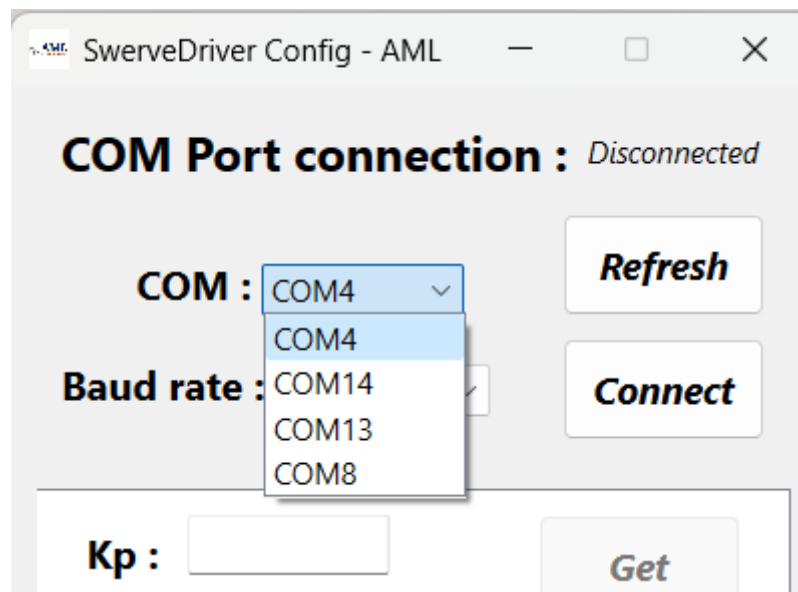 SwerveDriver Config - AML
COM Port connection : Disconnected
COM : COM4
Refresh
COM4
Baud rate : COM14
Connect
COM13
COM8
Kp :
Get